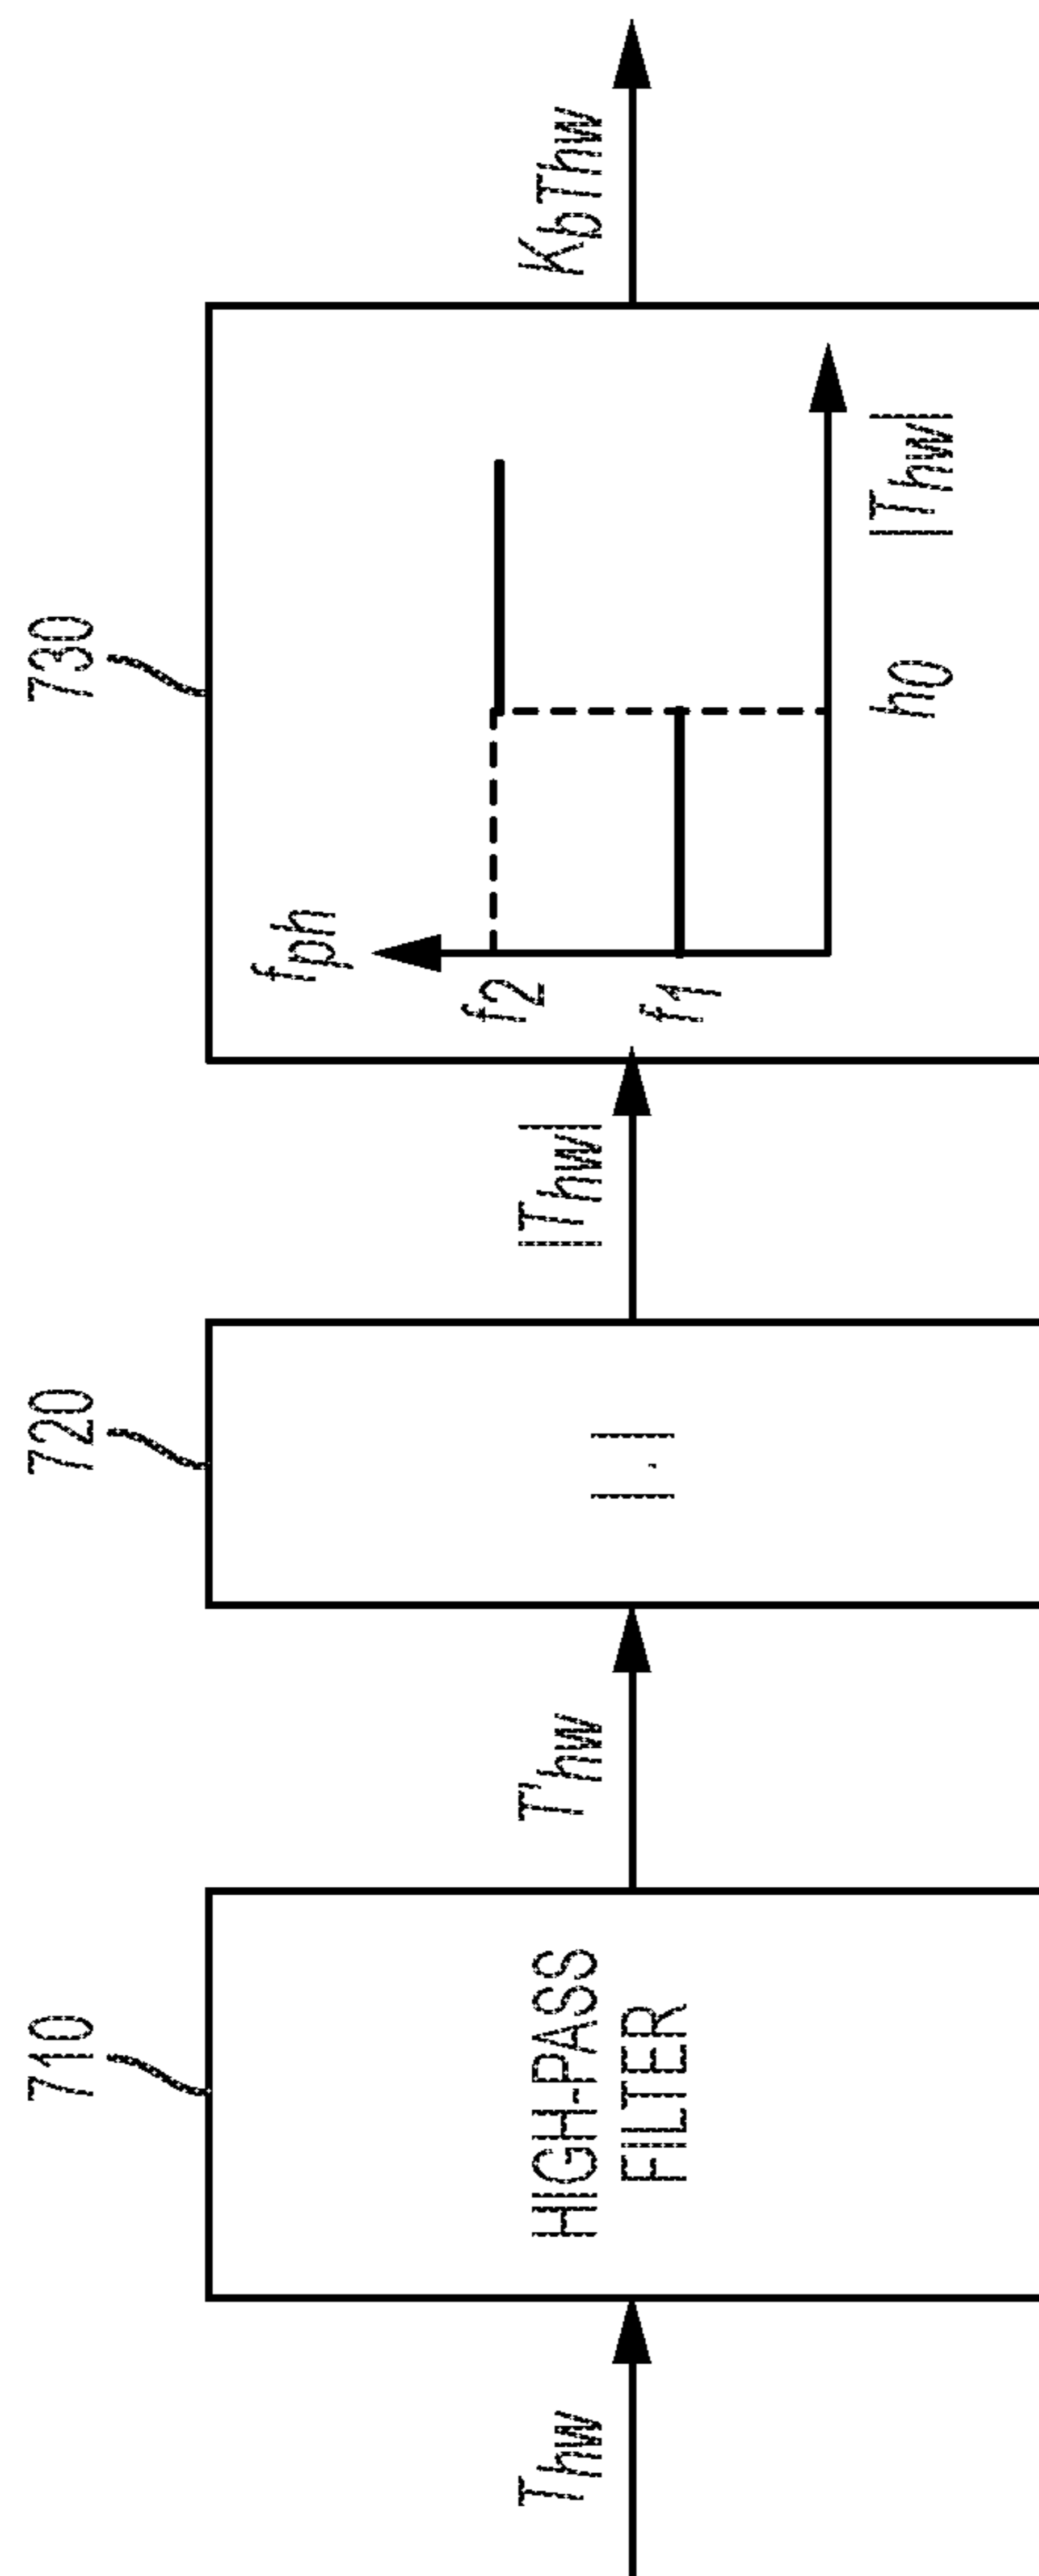 710
720
730
Thw
HIGH-PASS
FILTER
T'hw
| . |
|T'hw|
fph
f2
f1
h0
|T'hw|
KbThw